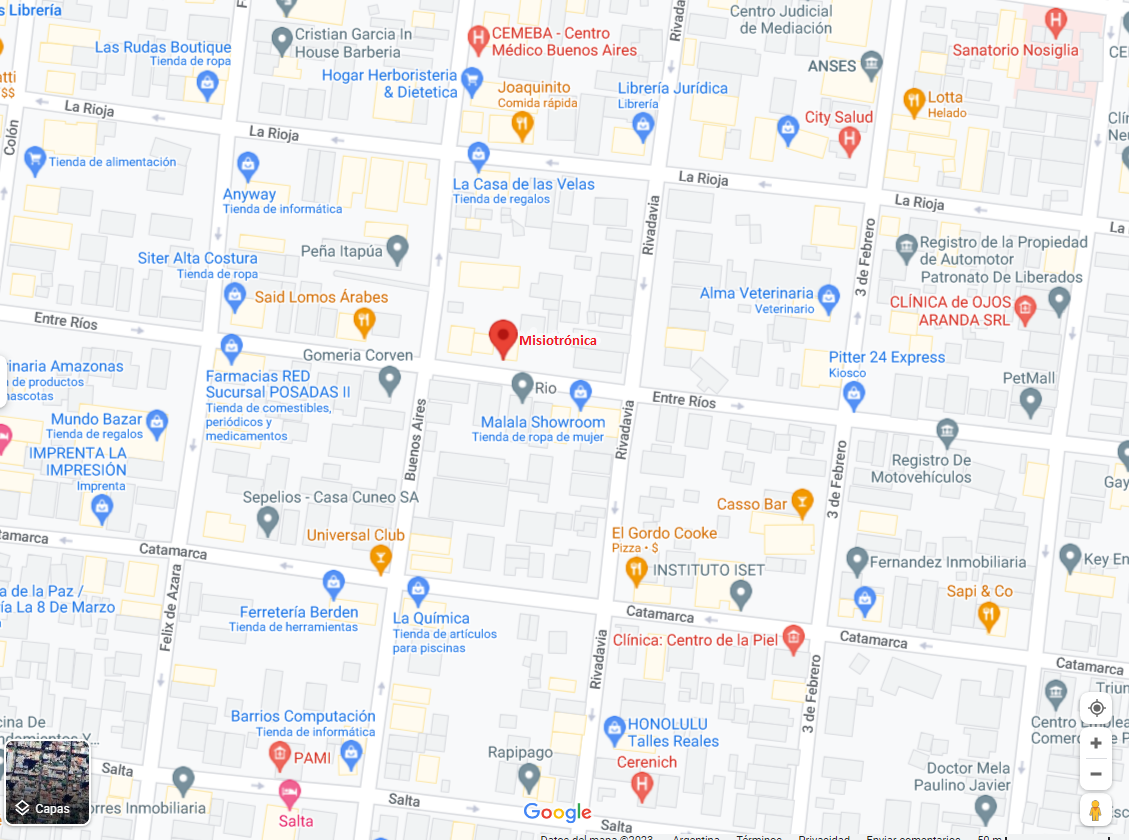 s Librería
Las Rudas Boutique
Tienda de ropa
Cristian Garcia In
House Barberia
CEMEBA - Centro
Médico Buenos Aires
Hogar Herboristeria
& Dietetica
Joaquinito
Comida rápida
Librería Jurídica
Librería
Rivadavia
Centro Judicial
de Mediación
ANSES
Sanatorio Nosiglia
Lotta
Helado
City Salud
Clí
Neu
atti
$$
Colón
La Rioja
La Rioja
La Rioja
La Rioja
La
Tienda de alimentación
Anyway
Tienda de informática
La Casa de las Velas
Tienda de regalos
Peña Itapúa
Siter Alta Costura
Tienda de ropa
Said Lomos Árabes
Rivadavia
3 de Febrero
Registro de la Propiedad
de Automotor
Patronato De Liberados
Alma Veterinaria
Veterinario
CLÍNICA de OJOS
ARANDA SRL
Entre Ríos
Misiotrónica
Gomeria Corven
rinaria Amazonas
a de productos
nascotas
Farmacias RED
Sucursal POSADAS II
Tienda de comestibles,
periódicos y
medicamentos
Rio
Malala Showroom
Tienda de ropa de mujer
Entre Ríos
Pitter 24 Express
Kiosco
PetMall
Mundo Bazar
Tienda de regalos
IMPRENTA LA
IMPRESIÓN
Imprenta
Buenos Aires
Rivadavia
3 de Febrero
Registro De
Motovehículos
Gay
Sepelios - Casa Cuneo SA
Universal Club
Casso Bar
El Gordo Cooke
Pizza • $
INSTITUTO ISET
Fernandez Inmobiliaria
Key En
Sapi & Co
tamarca
Catamarca
Felix de Azara
a de la Paz /
ía La 8 De Marzo
Ferretería Berden
Tienda de herramientas
La Química
Tienda de artículos
para piscinas
Catamarca
Clínica: Centro de la Piel
Catamarca
Catamarca
Rivadavia
3 de Febrero
Barrios Computación
Tienda de informática
PAMI
HONOLULU
Talles Reales
Rapipago
Cerenich
Triun
Centro Emplea
Comerc
de P
cina De
ndamientos Y...
Salta
Capas
orres Inmobiliaria
Salta
Salta
Google
Salta
Doctor Mela
Paulino Javier
esc
Datos del mapa ©2023
Argentina
Términos
Privacidad
Enviar comentarios
50 m